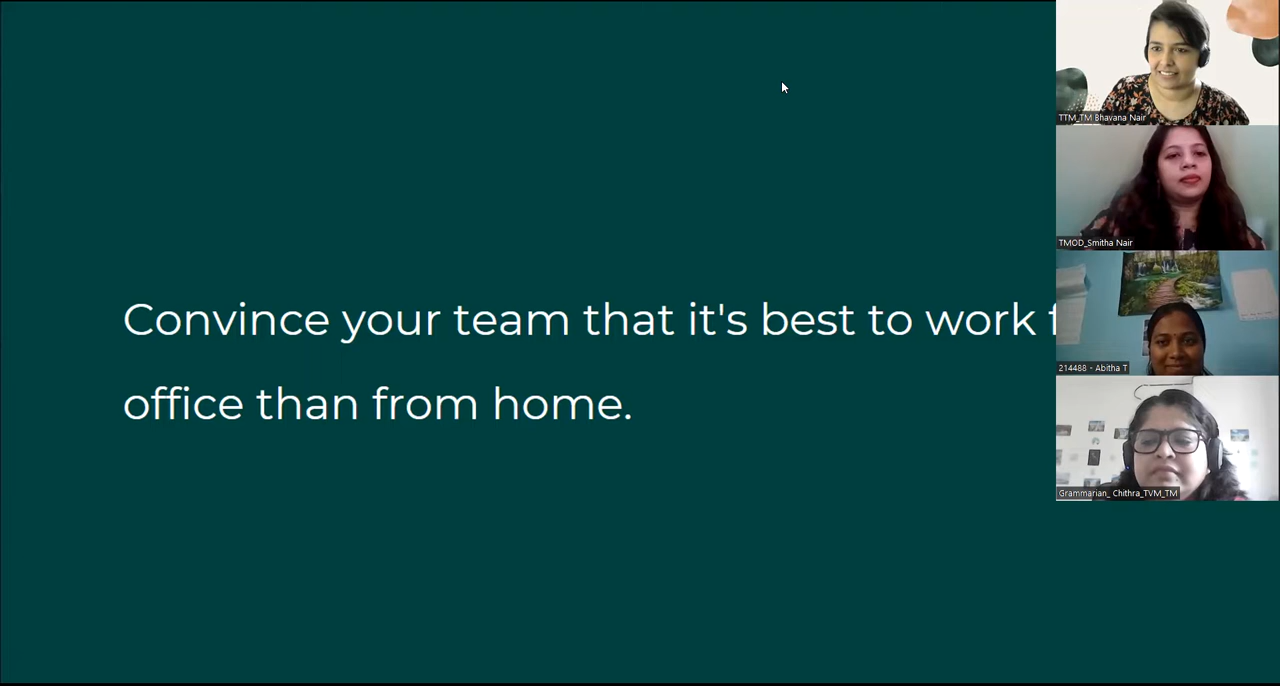 Convince your team that it's best to work
office than from home.
TTM_TM Bhavana Nair
TMOD_Smitha Nair
214488 - Abitha T
Grammarian_ Chithra_TVM_TM